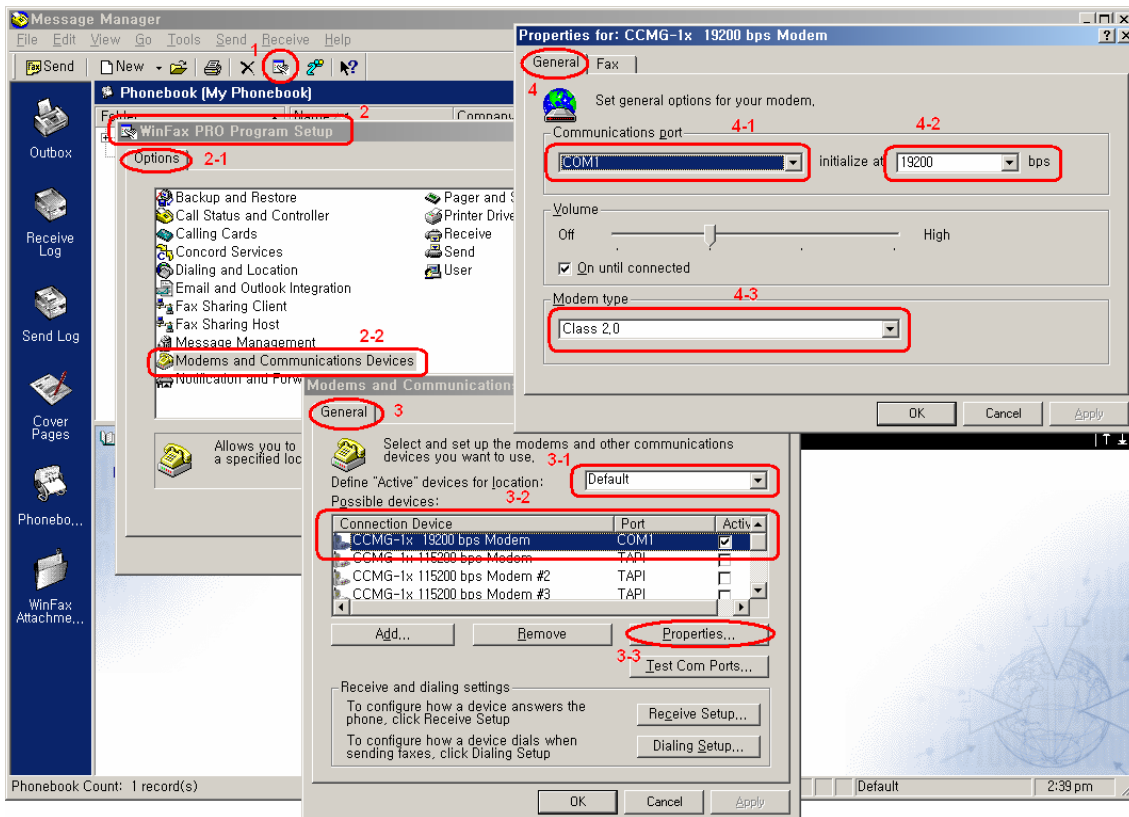 Message Manager
File Edit View Go Tools Send Receive Help
1
Send New
Phonebook (My Phonebook)
Name
Company
2
WinFax PRO Program Setup
Options
2-1
Backup and Restore
Call Status and Controller
Calling Cards
Concord Services
Dialing and Location
Email and Outlook Integration
Fax Sharing Client
Fax Sharing Host
Message Management
2-2
Modems and Communications Devices
Notification and Forw
Pager and S
Printer Drive
Receive
Send
User
Allows you to
a specified loc
Outbox
Receive
Log
Send Log
Cover
Pages
Phonebo...
WinFax
Attachme...
Modems and Communications
General
3
Select and set up the modems and other communications
devices you want to use.
3-1
Define "Active" devices for location:
Default
3-2
Possible devices:
Connection Device Port Activ
CCMG-1x 19200 bps Modem COM1
CCMG-1x 115200 bps Modem TAPI
CCMG-1x 115200 bps Modem #2 TAPI
CCMG-1x 115200 bps Modem #3 TAPI
Add... Remove Properties...
3-3
Test Com Ports...
Receive and dialing settings
To configure how a device answers the
phone, click Receive Setup
Receive Setup...
To configure how a device dials when
sending faxes, click Dialing Setup
Dialing Setup...
OK Cancel Apply
Properties for: CCMG-1x 19200 bps Modem
General Fax
4
Set general options for your modem,
4-1
4-2
Communications port
COM1 initialize at 19200 bps
Volume
Off High
On until connected
Modem type
4-3
Class 2,0
OK Cancel Apply
Phonebook Count: 1 record(s)
Default
2:39 pm